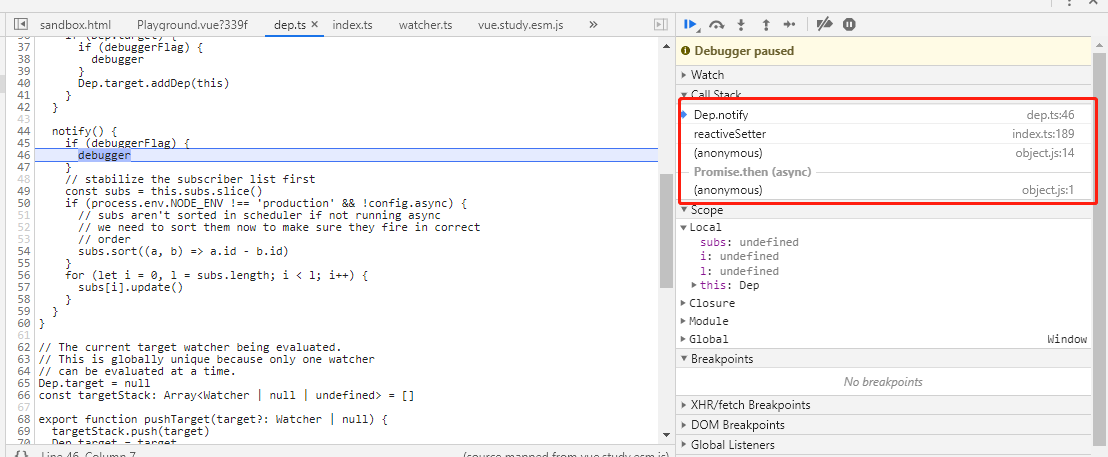 sandbox.html Playground.vue?339f dep.ts × index.ts watcher.ts vue.study.esm.js »
37 if (debuggerFlag) {
38 debugger
39 }
40 Dep.target.addDep(this)
41 }
42 }
43
44 notify() {
45 if (debuggerFlag) {
46 debugger
47 }
48 // stabilize the subscriber list first
49 const subs = this.subs.slice()
50 if (process.env.NODE_ENV !== 'production' && !config.async) {
51 // subs aren't sorted in scheduler if not running async
52 // we need to sort them now to make sure they fire in correct
53 // order
54 subs.sort((a, b) => a.id - b.id)
55 }
56 for (let i = 0, l = subs.length; i < l; i++) {
57 subs[i].update()
58 }
59 }
60 }
61
62 // The current target watcher being evaluated.
63 // This is globally unique because only one watcher
64 // can be evaluated at a time.
65 Dep.target = null
66 const targetStack: Array<Watcher | null | undefined> = []
67
68 export function pushTarget(target?: Watcher | null) {
69 targetStack.push(target)
70 Dep.target = target
{} Line 46, Column 7 (source mapped from vue.study.esm.js)
Debugger paused
Watch
Call Stack
Dep.notify dep.ts:46
reactiveSetter index.ts:189
(anonymous) object.js:14
Promise.then (async)
(anonymous) object.js:1
Scope
Local
subs: undefined
i: undefined
l: undefined
this: Dep
Closure
Module
Global Window
Breakpoints
No breakpoints
XHR/fetch Breakpoints
DOM Breakpoints
Global Listeners